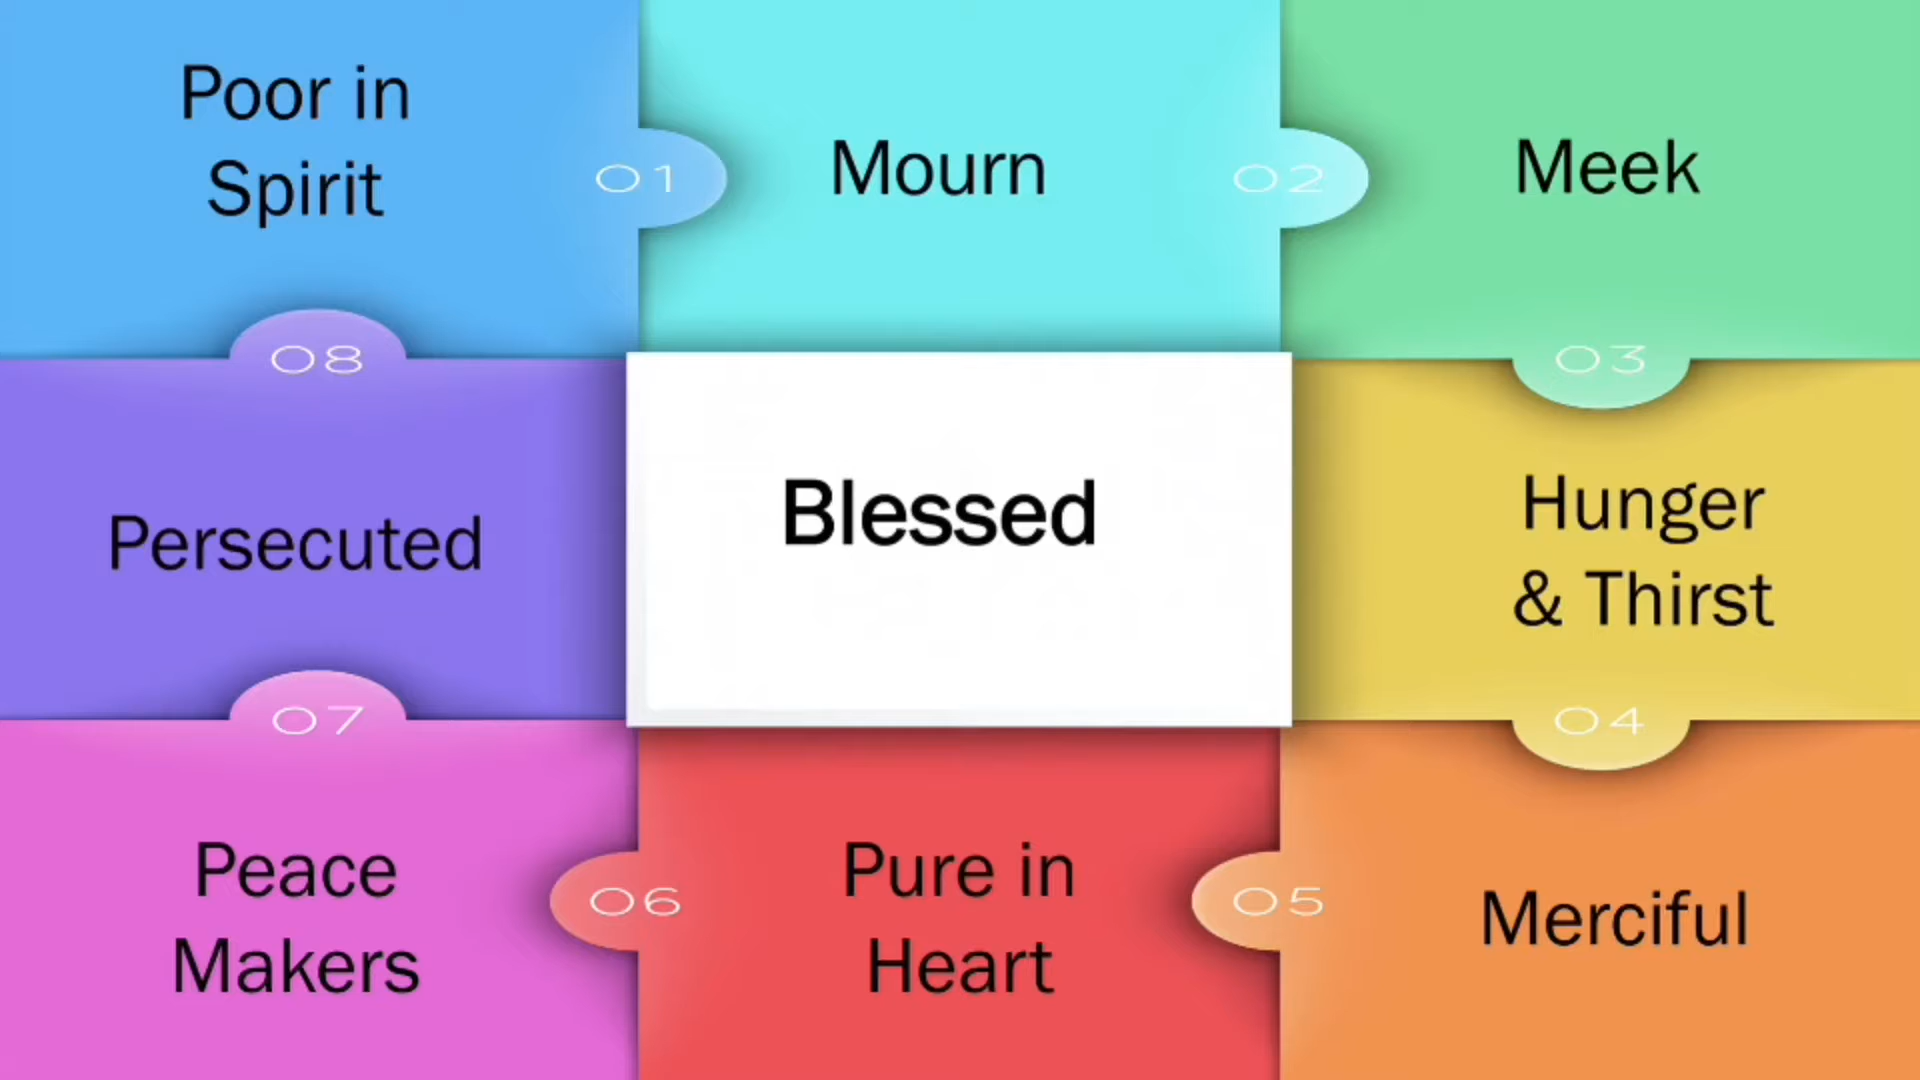 Poor in
Spirit
01
Mourn
02
Meek
03
Hunger
& Thirst
04
Merciful
05
Pure in
Heart
06
Peace
Makers
07
Persecuted
08
Blessed